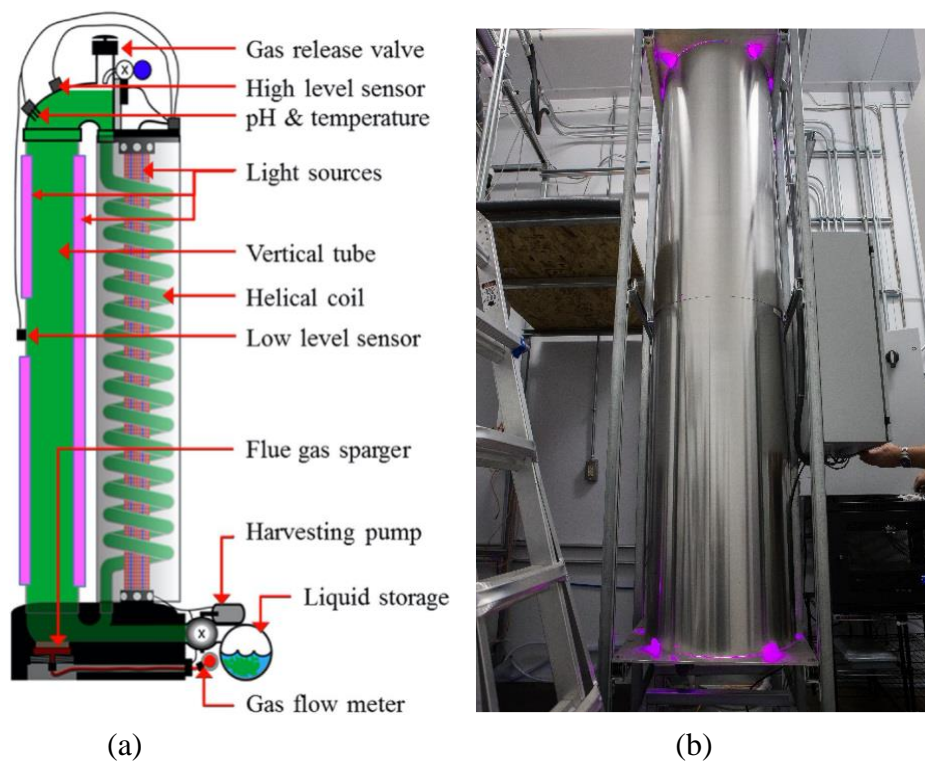 Gas release valve
High level sensor
pH & temperature
Light sources
Vertical tube
Helical coil
Low level sensor
Flue gas sparger
Harvesting pump
Liquid storage
Gas flow meter
X
X
(a)
(b)